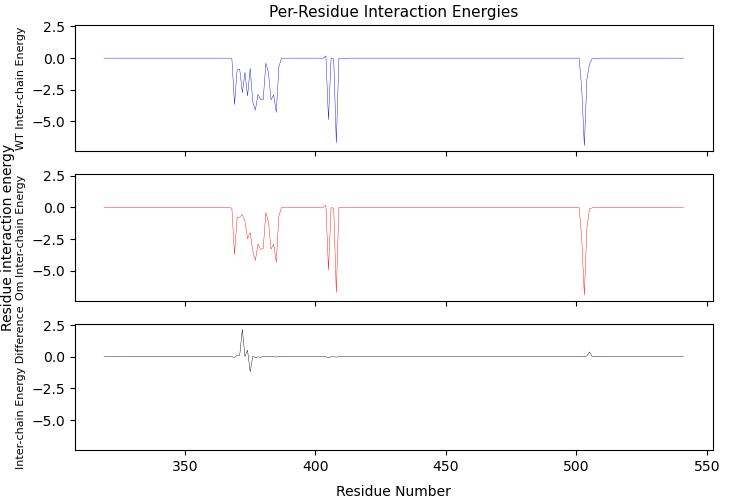 Per-Residue Interaction Energies
Residue interaction energy
WT Inter-chain Energy
2.5
0.0
−2.5
−5.0
Om Inter-chain Energy
2.5
0.0
−2.5
−5.0
Inter-chain Energy Difference
2.5
0.0
−2.5
−5.0
350 400 450 500 550
Residue Number